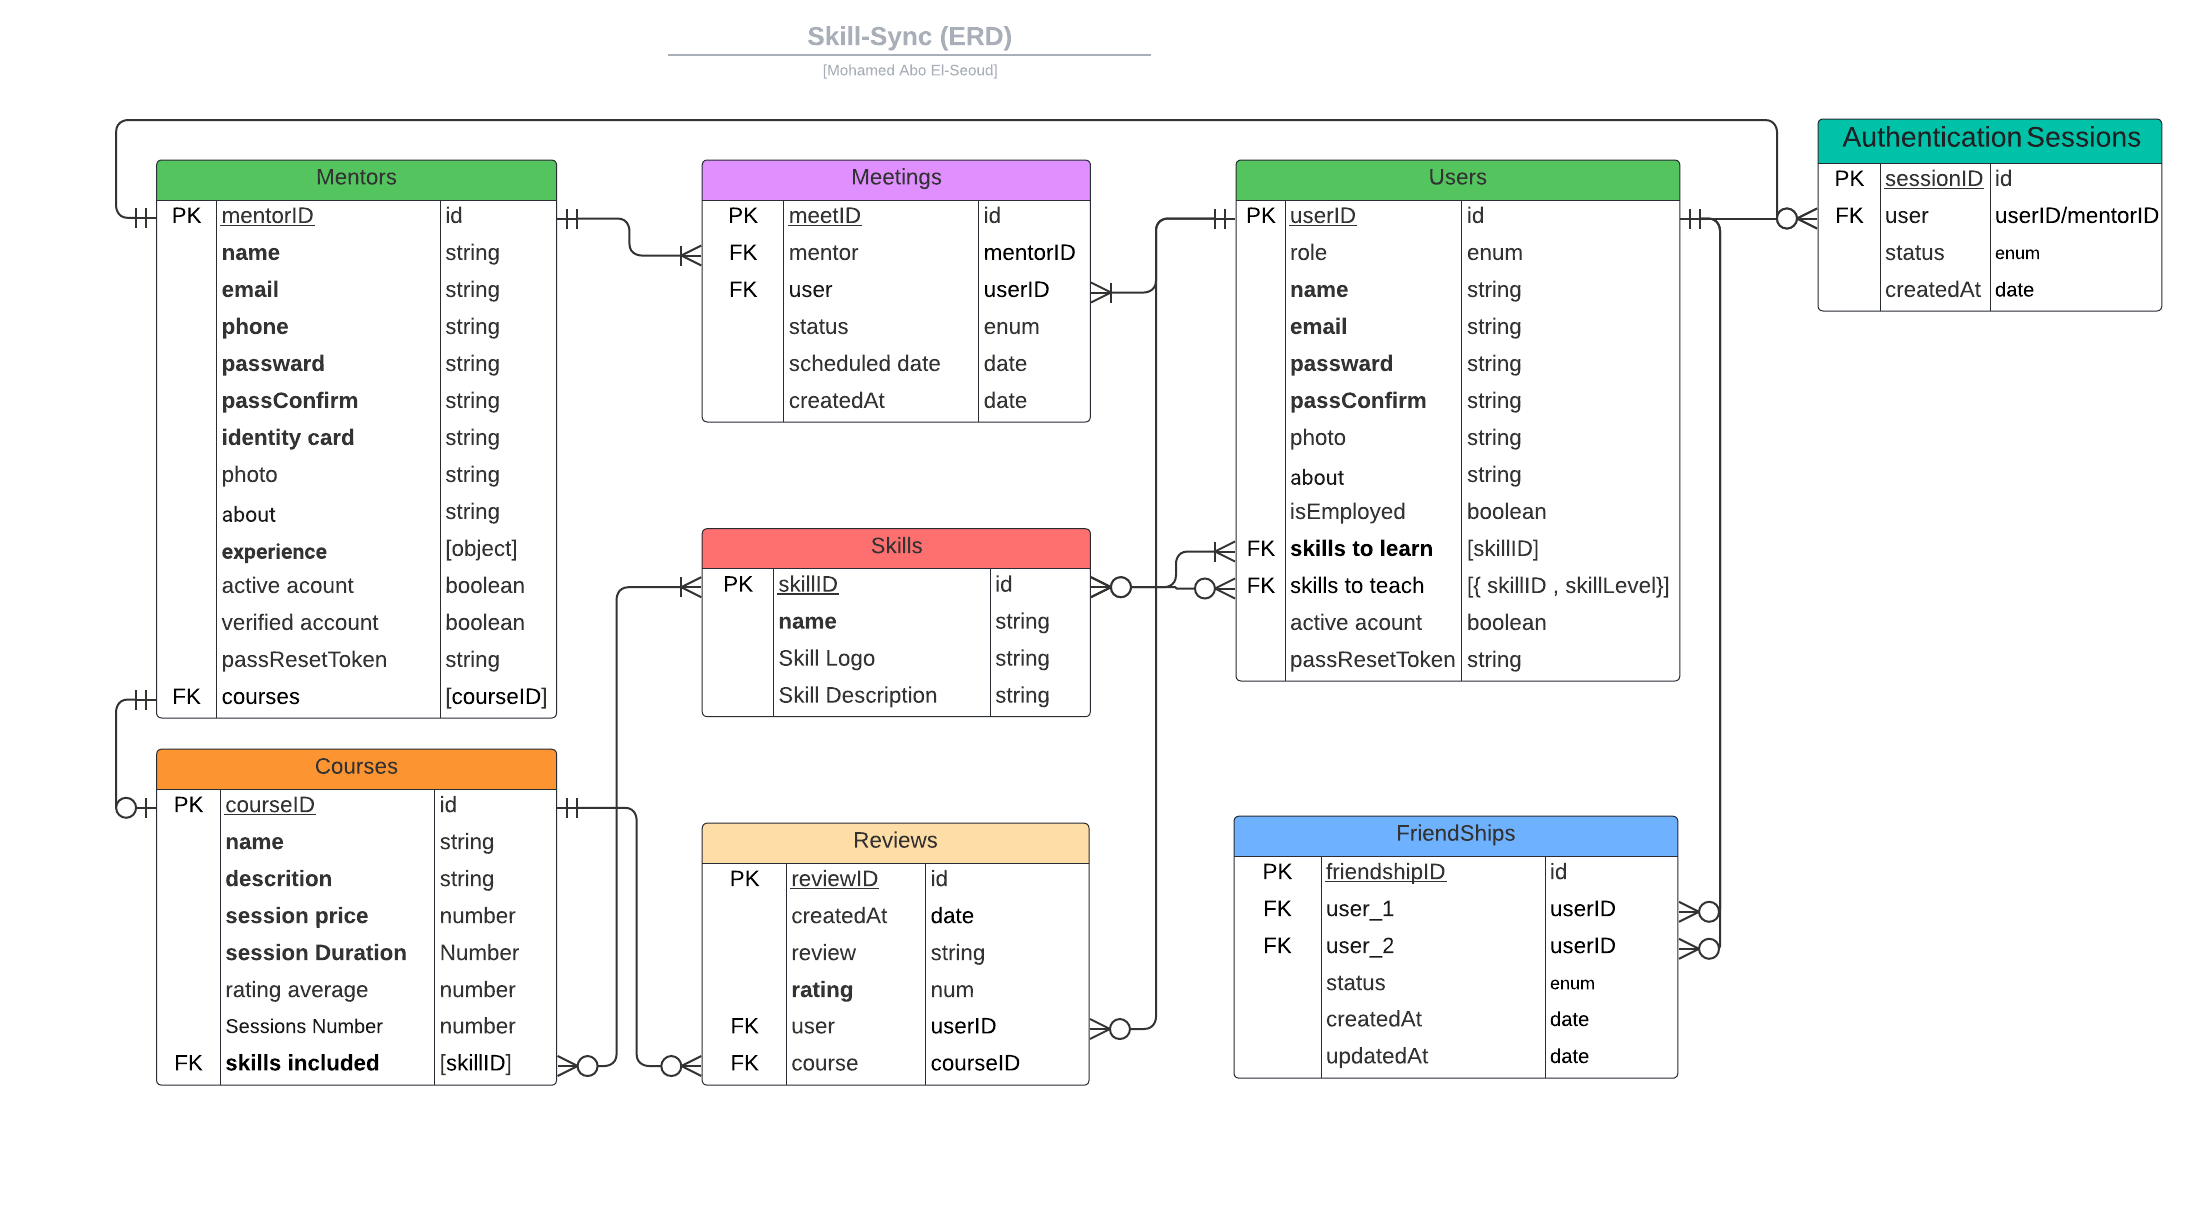 Skill-Sync (ERD)
[Mohamed Abo El-Seoud]
Mentors
PK mentorID id
name string
email string
phone string
passward string
passConfirm string
identity card string
photo string
about string
experience [object]
active acount boolean
verified account boolean
passResetToken string
FK courses [courseID]
Meetings
PK meetID id
FK mentor mentorID
FK user userID
status enum
scheduled date date
createdAt date
Users
PK userID id
role enum
name string
email string
passward string
passConfirm string
photo string
about string
isEmployed boolean
FK skills to learn [skillID]
FK skills to teach [{ skillID , skillLevel}]
active acount boolean
passResetToken string
Authentication Sessions
PK sessionID id
FK user userID/mentorID
status enum
createdAt date
Skills
PK skillID id
name string
Skill Logo string
Skill Description string
Courses
PK courseID id
name string
descrition string
session price number
session Duration Number
rating average number
Sessions Number number
FK skills included [skillID]
Reviews
PK reviewID id
createdAt date
review string
rating num
FK user userID
FK course courseID
FriendShips
PK friendshipID id
FK user_1 userID
FK user_2 userID
status enum
createdAt date
updatedAt date